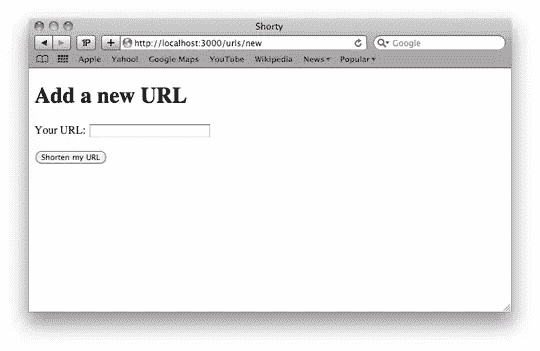 Shorty
1P + http://localhost:3000/urls/new Google
Apple Yahoo! Google Maps YouTube Wikipedia News Popular
Add a new URL
Your URL:
Shorten my URL